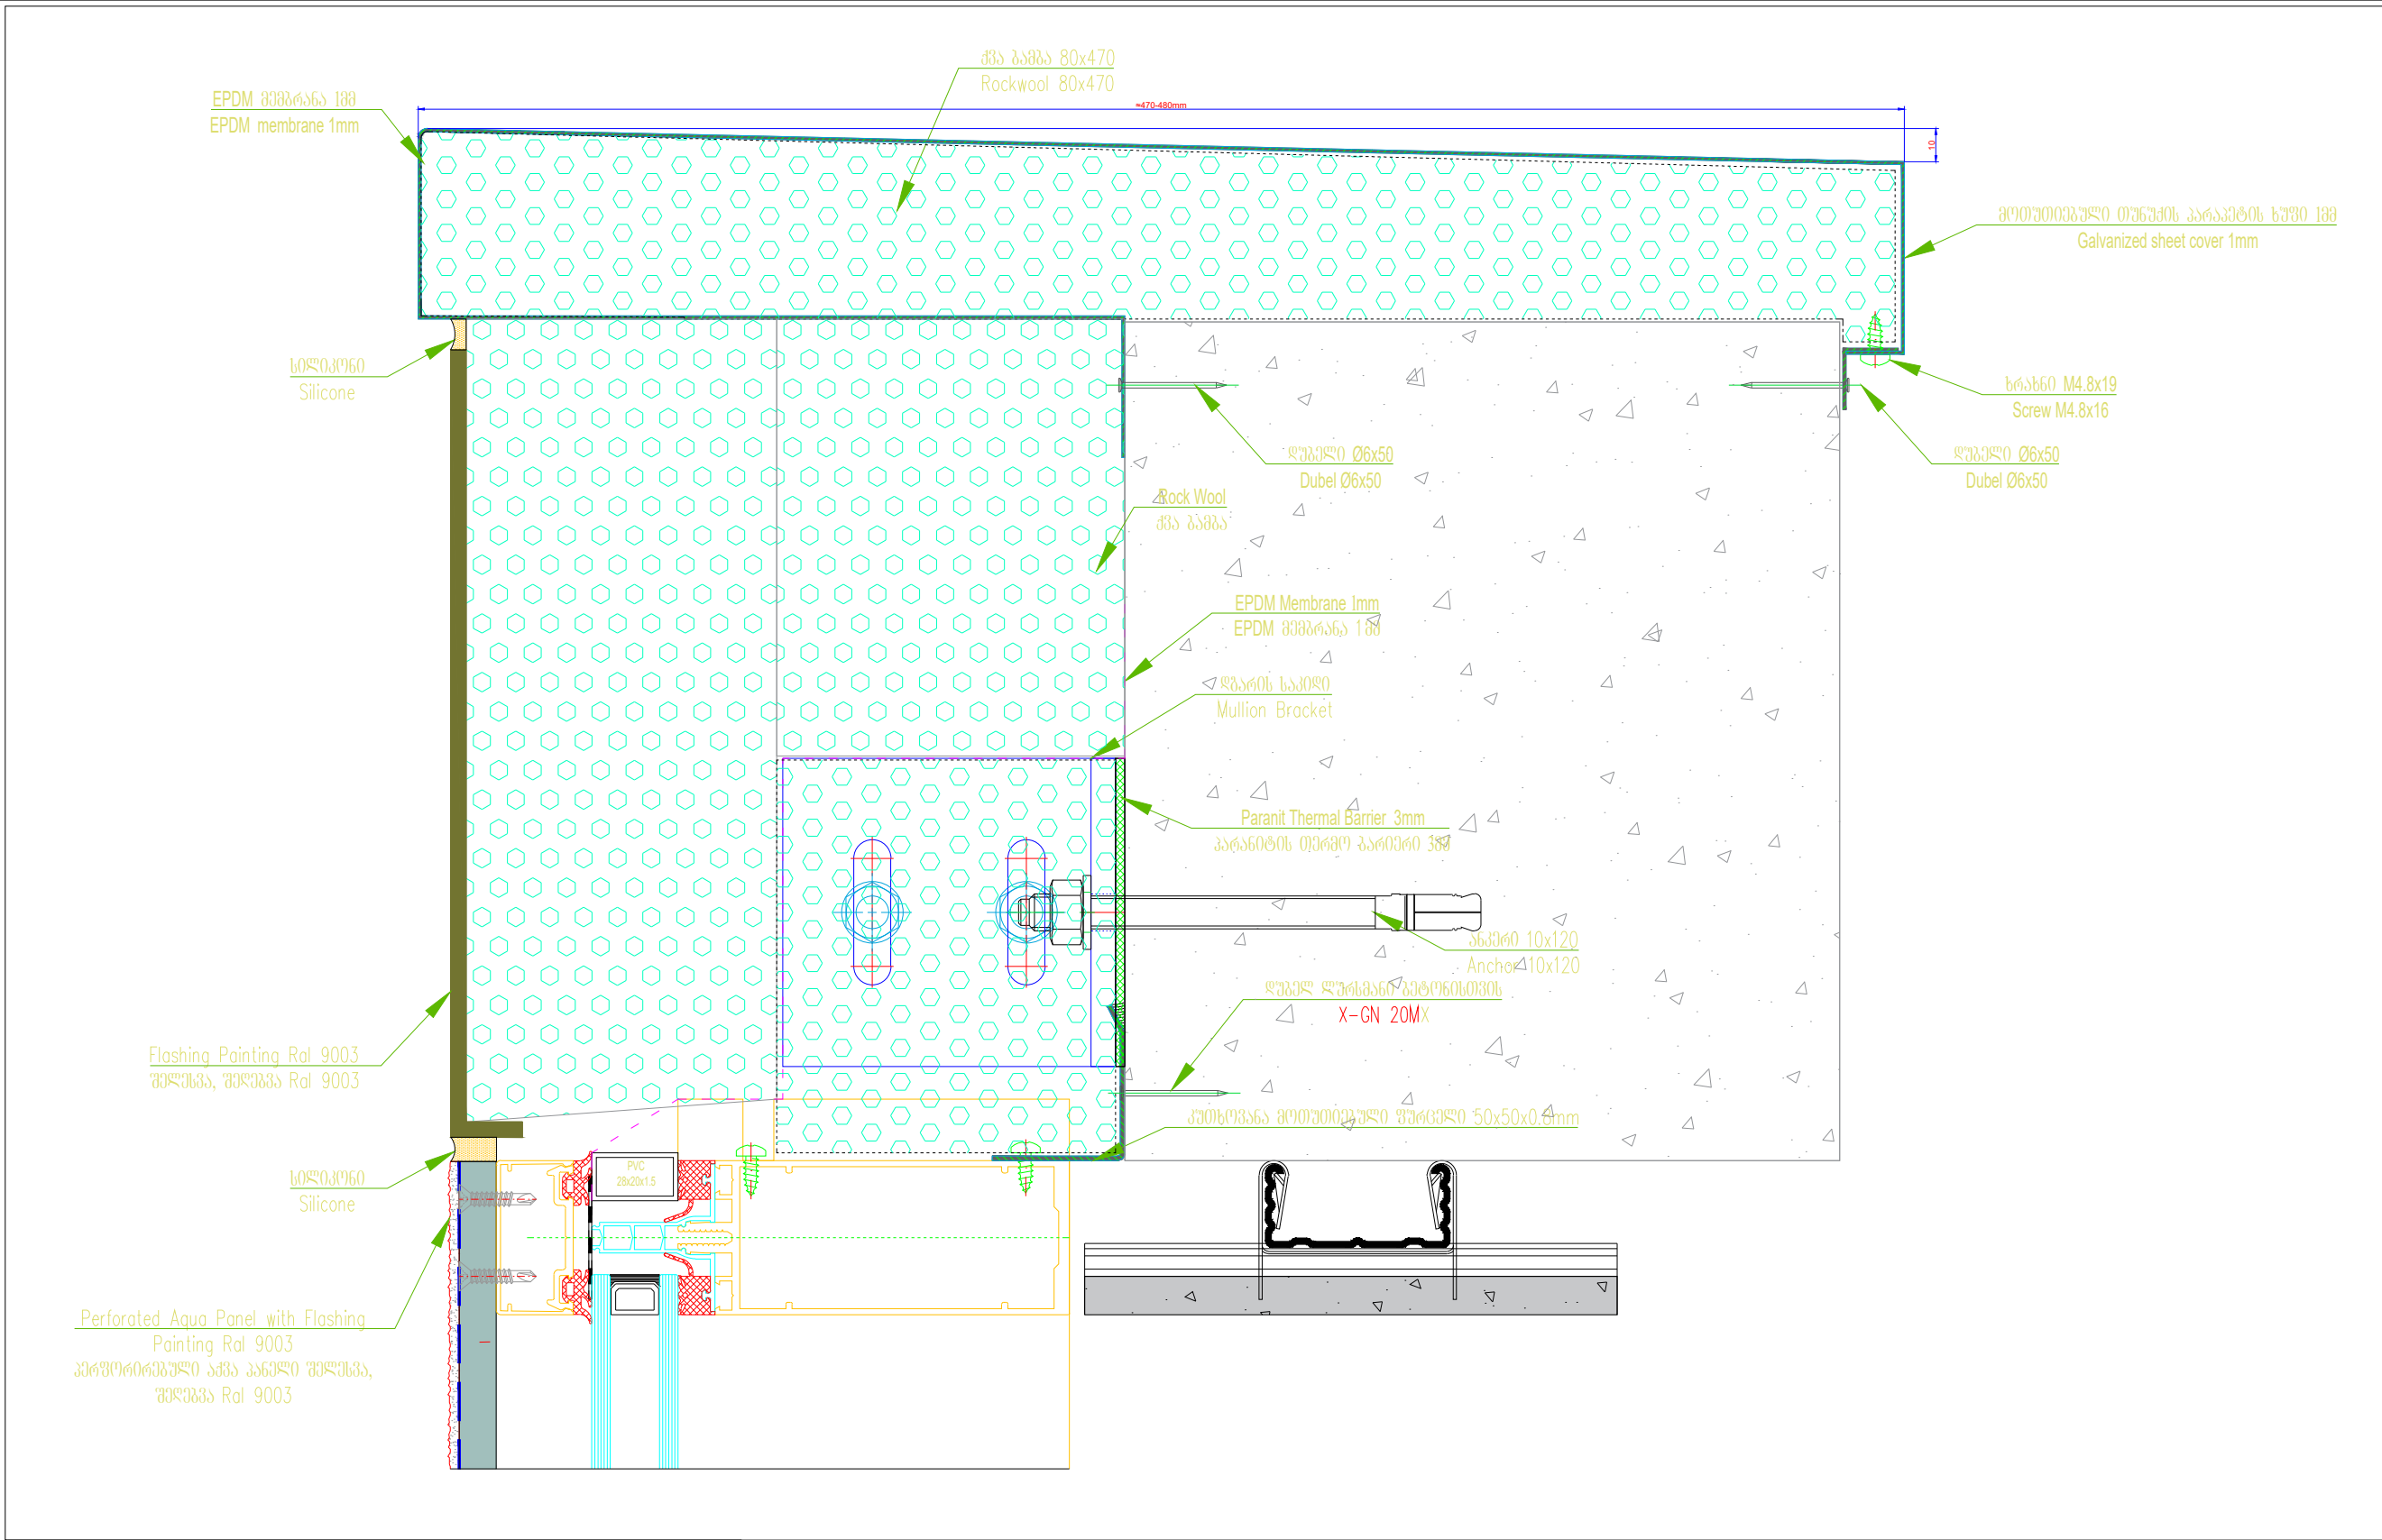 ქვა ბამბა 80x470
Rockwool 80x470
EPDM მემბრანა 1მმ
EPDM membrane 1mm
≈470-480mm
10
მოთუთიებული თუნუქის პარაპეტის ხუფი 1მმ
Galvanized sheet cover 1mm
სილიკონი
Silicone
ხრახნი M4.8x19
Screw M4.8x16
დუბელი Ø6x50
Dubel Ø6x50
დუბელი Ø6x50
Dubel Ø6x50
Rock Wool
ქვა ბამბა
EPDM Membrane 1mm
EPDM მემბრანა 1მმ
დგარის საკიდი
Mullion Bracket
Paranit Thermal Barrier 3mm
პარანიტის თერმო ბარიერი 3მმ
ანკერი 10x120
Anchor 10x120
დუბელ ლურსმანი ბეტონისთვის
X-GN 20MX
Flashing Painting Ral 9003
შელესვა, შეღებვა Ral 9003
კუთხოვანა მოთუთიებული ფურცელი 50x50x0.8mm
PVC
28x20x1.5
სილიკონი
Silicone
Perforated Aqua Panel with Flashing
Painting Ral 9003
პერფორირებული აქვა პანელი შელესვა,
შეღებვა Ral 9003